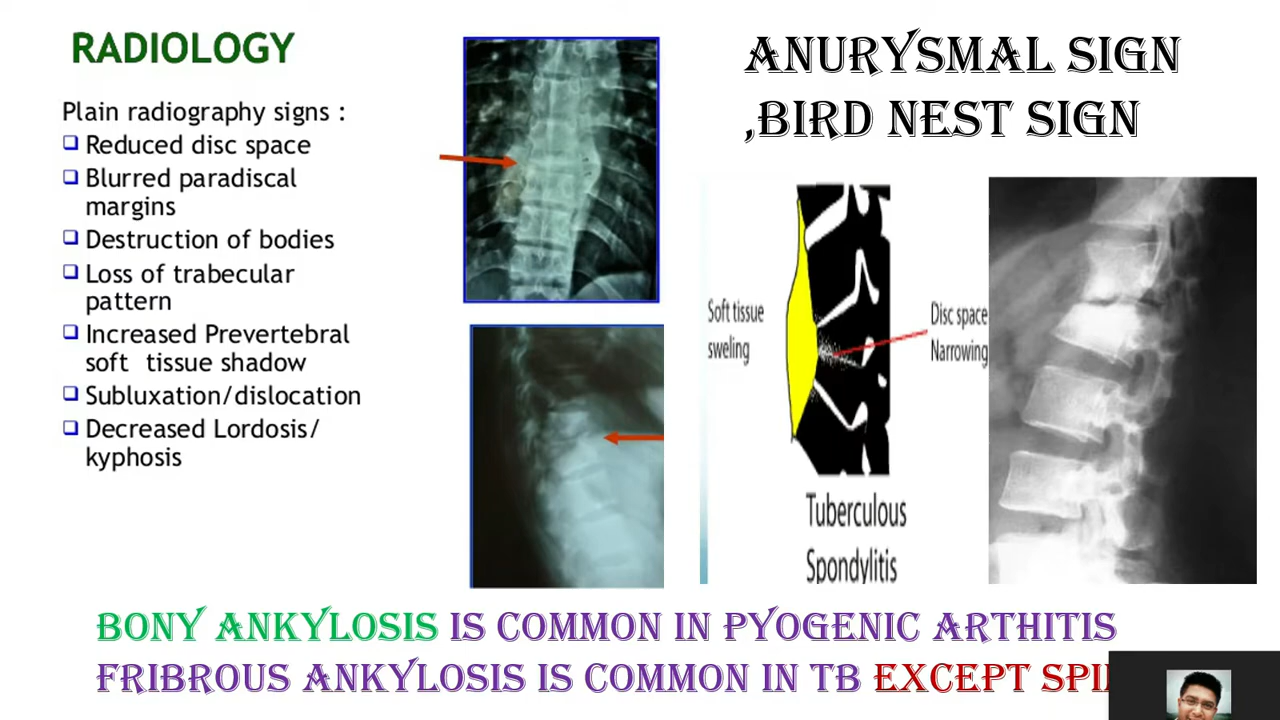 RADIOLOGY
Plain radiography signs :
Reduced disc space
Blurred paradiscal
margins
Destruction of bodies
Loss of trabecular
pattern
Increased Prevertebral
soft tissue shadow
Subluxation/dislocation
Decreased Lordosis/
kyphosis
ANURYSMAL SIGN
,BIRD NEST SIGN
Soft tissue
sweling
Disc space
Narrowing
Tuberculous
Spondylitis
BONY ANKYLOSIS IS COMMON IN PYOGENIC ARTHITIS
FRIBROUS ANKYLOSIS IS COMMON IN TB EXCEPT